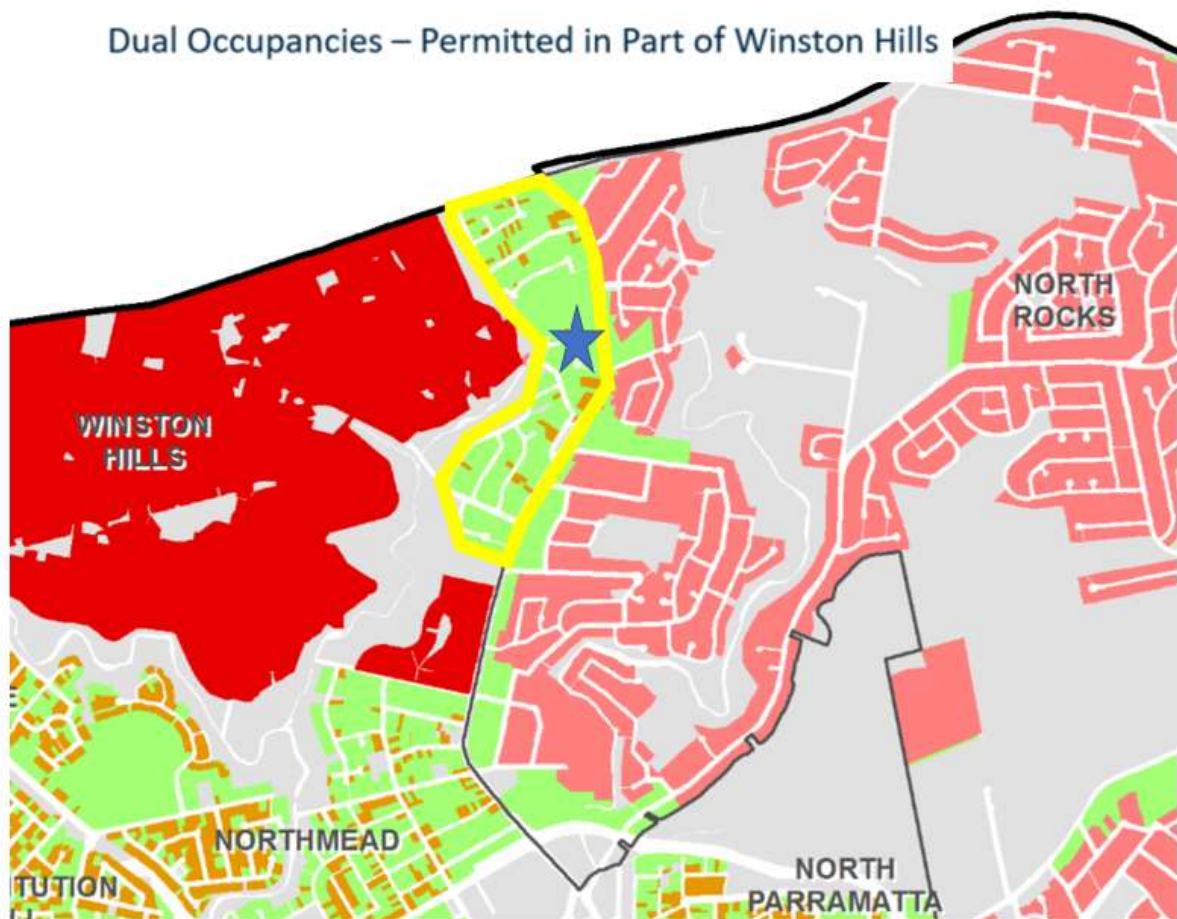 Dual Occupancies – Permitted in Part of Winston Hills
NORTH
ROCKS
WINSTON
HILLS
NORTHMEAD
TUTION
NORTH
PARRAMATTA